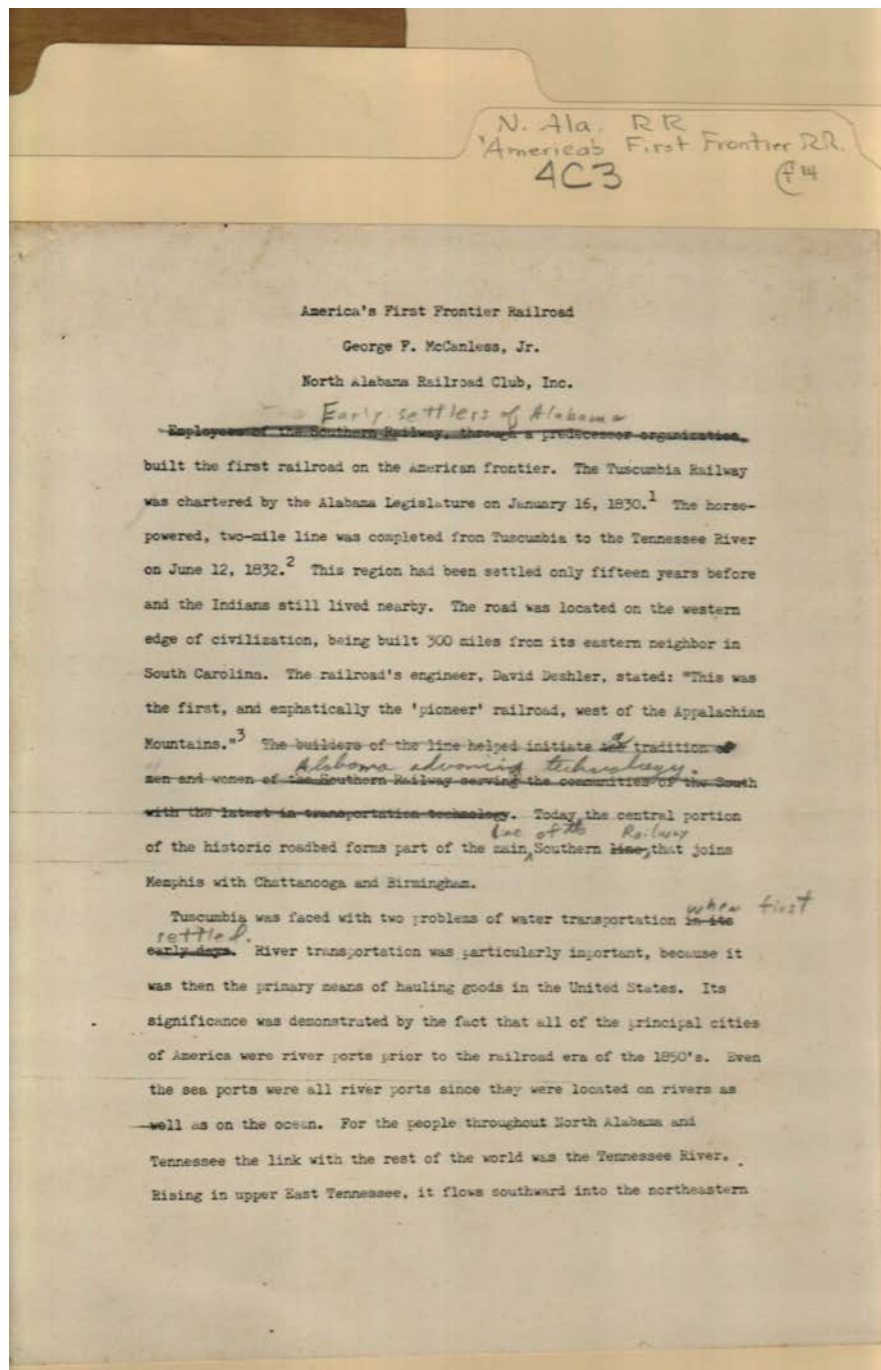 N. Ala. RR
"America's First Frontier RR.
4C3
America's First Frontier Railroad
George F. McCanless, Jr.
North Alabama Railroad Club, Inc.
Early settlers of Alabama
Employees of the Southern Railway, through a predecessor organization,
built the first railroad on the American frontier. The Tuscumbia Railway
was chartered by the Alabama Legislature on January 16, 1830.1 The horse-
powered, two-mile line was completed from Tuscumbia to the Tennessee River
on June 12, 1832.2 This region had been settled only fifteen years before
and the Indians still lived nearby. The road was located on the western
edge of civilization, being built 300 miles from its eastern neighbor in
South Carolina. The railroad's engineer, David Deshler, stated: "This was
the first, and emphatically the 'pioneer' railroad, west of the Appalachian
Mountains."3 The builders of the line helped initiate the a tradition of
Alabama advancing technology.
men and women of the Southern Railway serving the communities of the South
with the latest in transportation technology. Today, the central portion
line of the Railway
of the historic roadbed forms part of the main Southern line, that joins
Memphis with Chattanooga and Birmingham.
when first
Tuscumbia was faced with two problems of water transportation in its
settled.
early days. River transportation was particularly important, because it
was then the primary means of hauling goods in the United States. Its
significance was demonstrated by the fact that all of the principal cities
of America were river ports prior to the railroad era of the 1850's. Even
the sea ports were all river ports since they were located on rivers as
well as on the ocean. For the people throughout North Alabama and
Tennessee the link with the rest of the world was the Tennessee River.
Rising in upper East Tennessee, it flows southward into the northeastern